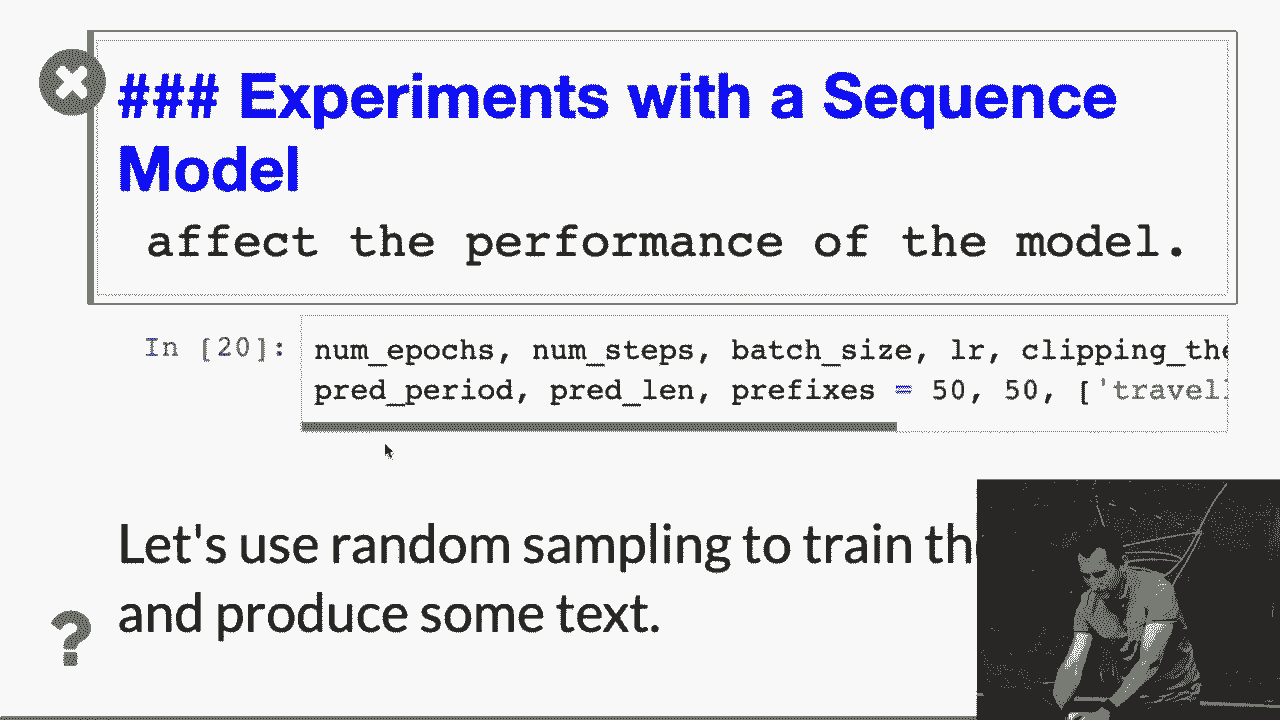 ### Experiments with a Sequence
Model
affect the performance of the model.
In [20]: num_epochs, num_steps, batch_size, lr, clipping_the
pred_period, pred_len, prefixes = 50, 50, ['travel
Let's use random sampling to train th
and produce some text.
?